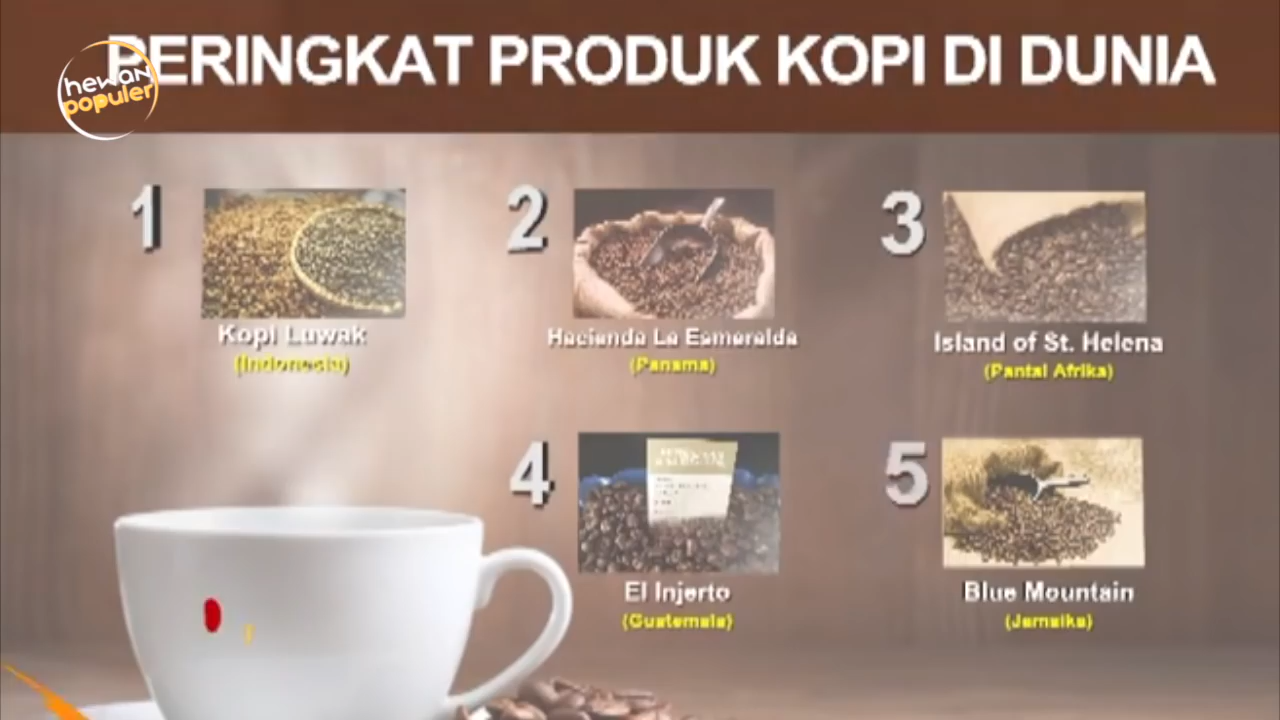 PERINGKAT PRODUK KOPI DI DUNIA
hewan
populer
1
Kopi Luwak
(Indonesia)
2
Hacienda La Esmeralda
(Panama)
3
Island of St. Helena
(Pantai Afrika)
4
El Injerto
(Guatemala)
5
Blue Mountain
(Jamaika)